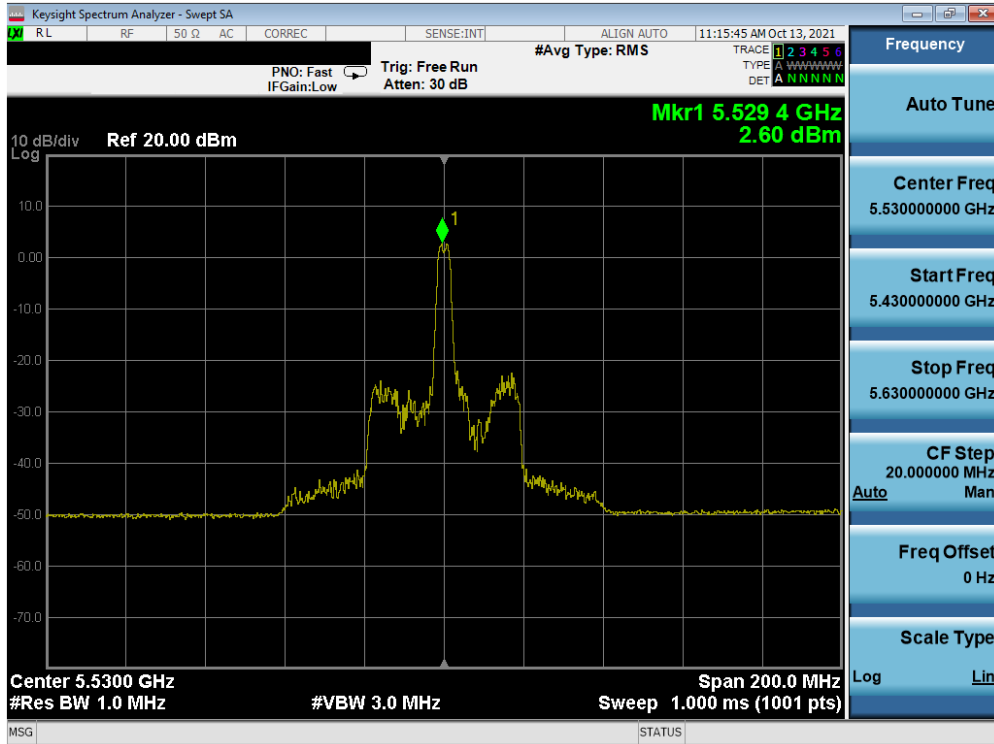 Keysight Spectrum Analyzer - Swept SA
LXI RL RF 50 Ω AC CORREC SENSE:INT ALIGN AUTO 11:15:45 AM Oct 13, 2021
PNO: Fast
IFGain:Low
Trig: Free Run
Atten: 30 dB
#Avg Type: RMS
TRACE 1 2 3 4 5 6
TYPE A WWWWW
DET A N N N N N
Mkr1 5.529 4 GHz
2.60 dBm
10 dB/div Ref 20.00 dBm
Log
10.0
0.00
-10.0
-20.0
-30.0
-40.0
-50.0
-60.0
-70.0
1
Center 5.5300 GHz Span 200.0 MHz
#Res BW 1.0 MHz #VBW 3.0 MHz Sweep 1.000 ms (1001 pts)
MSG STATUS
Frequency
Auto Tune
Center Freq
5.530000000 GHz
Start Freq
5.430000000 GHz
Stop Freq
5.630000000 GHz
CF Step
20.000000 MHz
Auto Man
Freq Offset
0 Hz
Scale Type
Log Lin